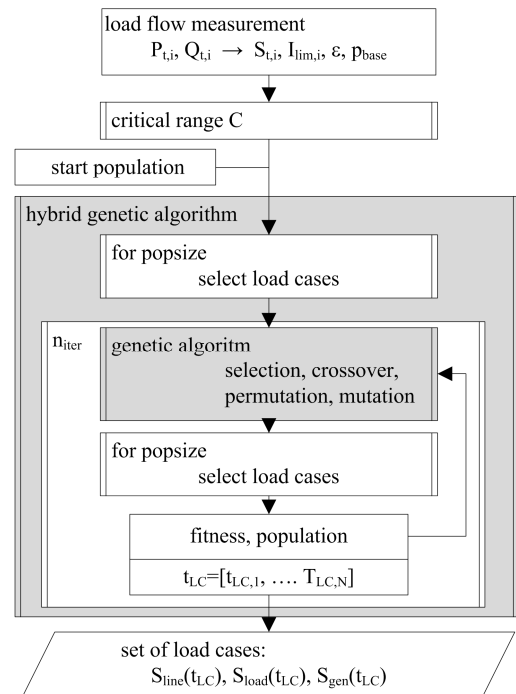 load flow measurement
P_t,i, Q_t,i → S_t,i, I_lim,i, ε, p_base
critical range C
start population
hybrid genetic algorithm
for popsize
select load cases
n_iter
genetic algoritm
selection, crossover,
permutation, mutation
for popsize
select load cases
fitness, population
t_LC=[t_LC,1, …. T_LC,N]
set of load cases:
S_line(t_LC), S_load(t_LC), S_gen(t_LC)